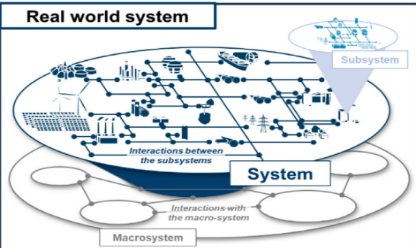 Real world system
Subsystem
Interactions between
the subsystems
System
Interactions with
the macro-system
Macrosystem